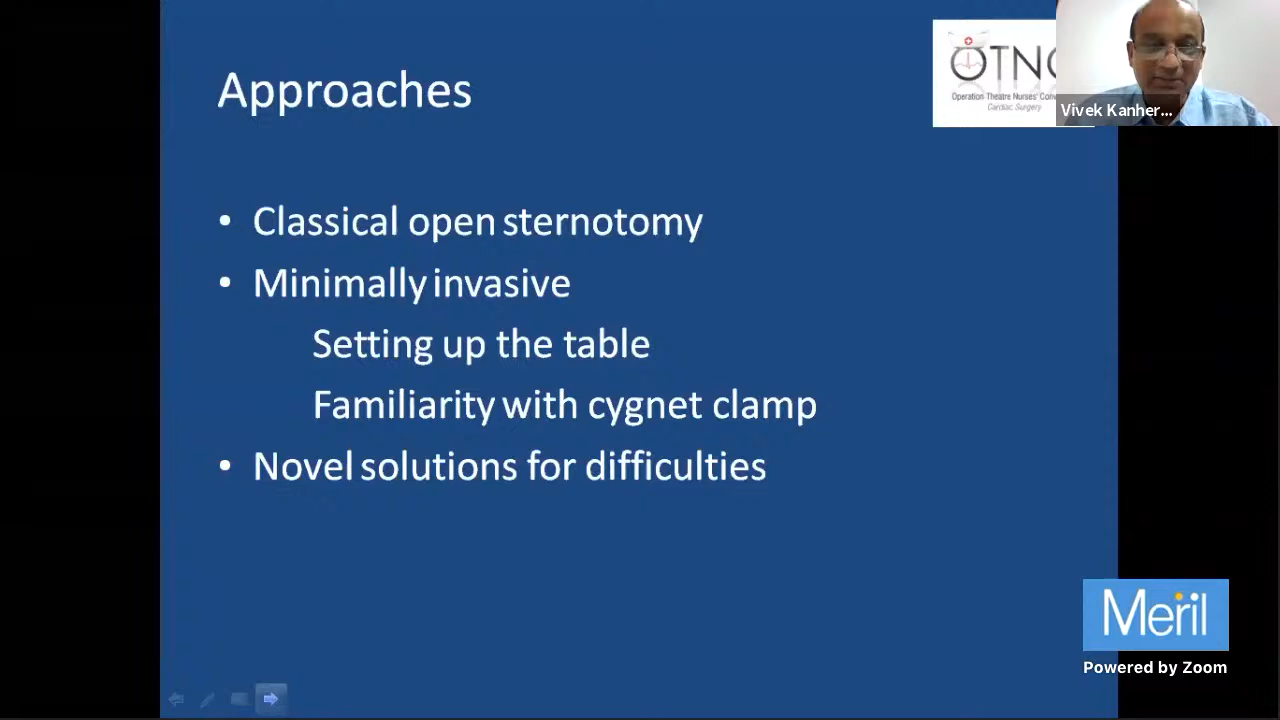 Approaches
OTNC
Operation Theatre Nurses'
Cardiac Surgery
Vivek Kanher...
• Classical open sternotomy
• Minimally invasive
Setting up the table
Familiarity with cygnet clamp
• Novel solutions for difficulties
Meril
Powered by Zoom